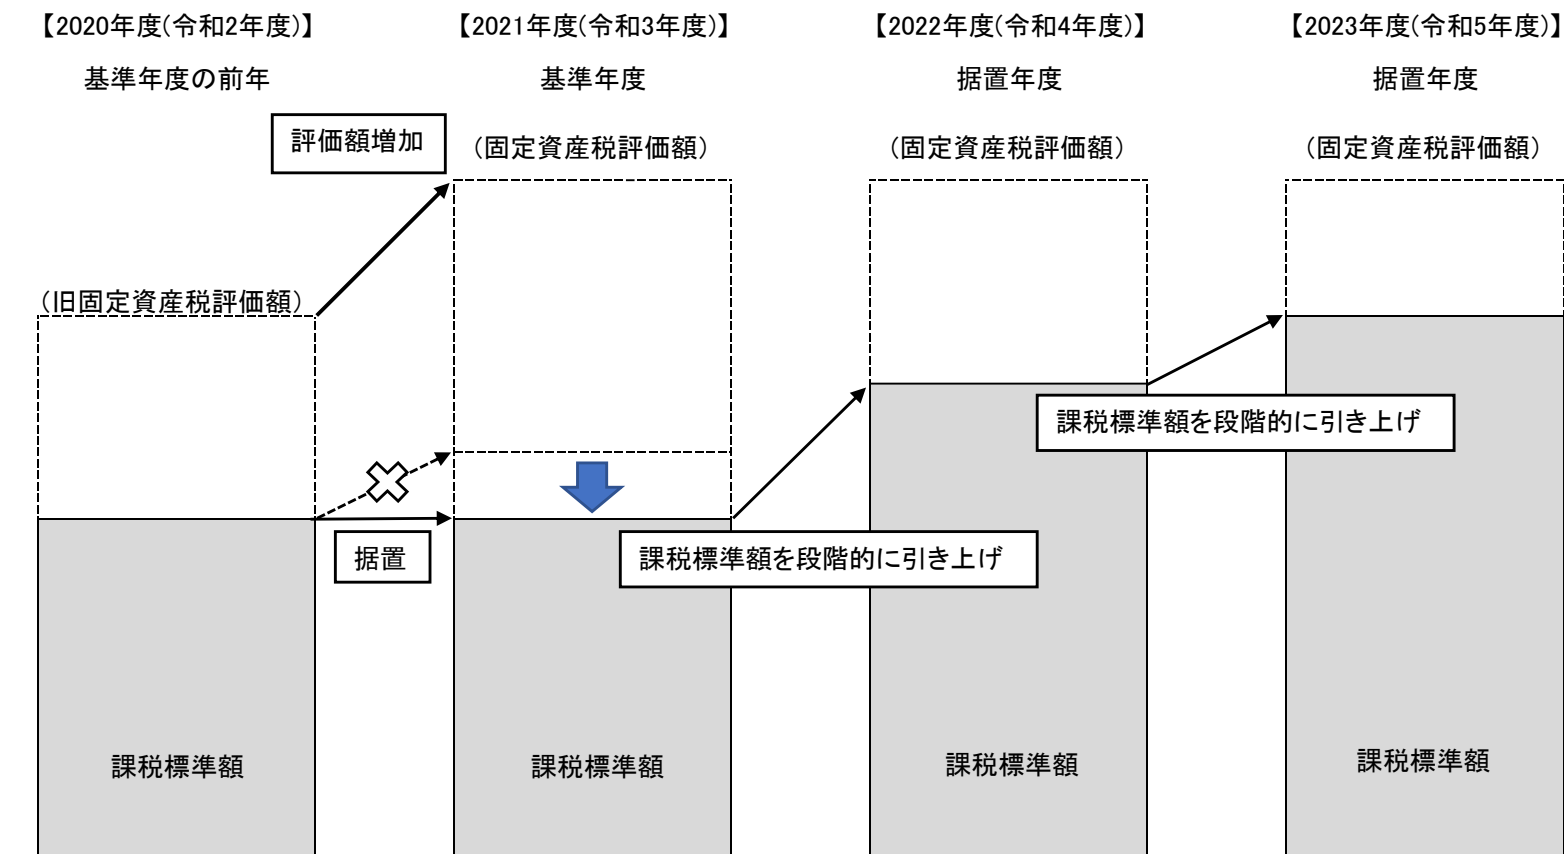 【2020年度(令和2年度)】
【2021年度(令和3年度)】
【2022年度(令和4年度)】
【2023年度(令和5年度)】
基準年度の前年
基準年度
据置年度
据置年度
評価額増加
（固定資産税評価額）
（固定資産税評価額）
（固定資産税評価額）
（旧固定資産税評価額）
課税標準額を段階的に引き上げ
据置
課税標準額を段階的に引き上げ
課税標準額
課税標準額
課税標準額
課税標準額